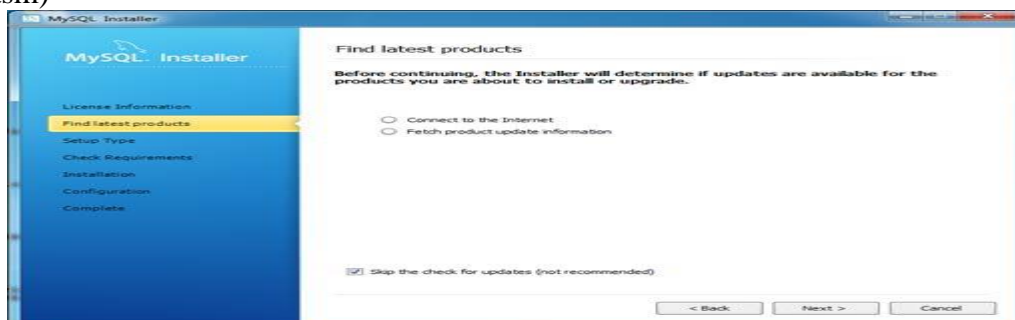 MySQL Installer
MySQL. Installer
License Information
Find latest products
Setup Type
Check Requirements
Installation
Configuration
Complete
Find latest products
Before continuing, the Installer will determine if updates are available for the
products you are about to install or upgrade.
Connect to the Internet
Fetch product update information
Skip the check for updates (not recommended)
< Back
Next >
Cancel